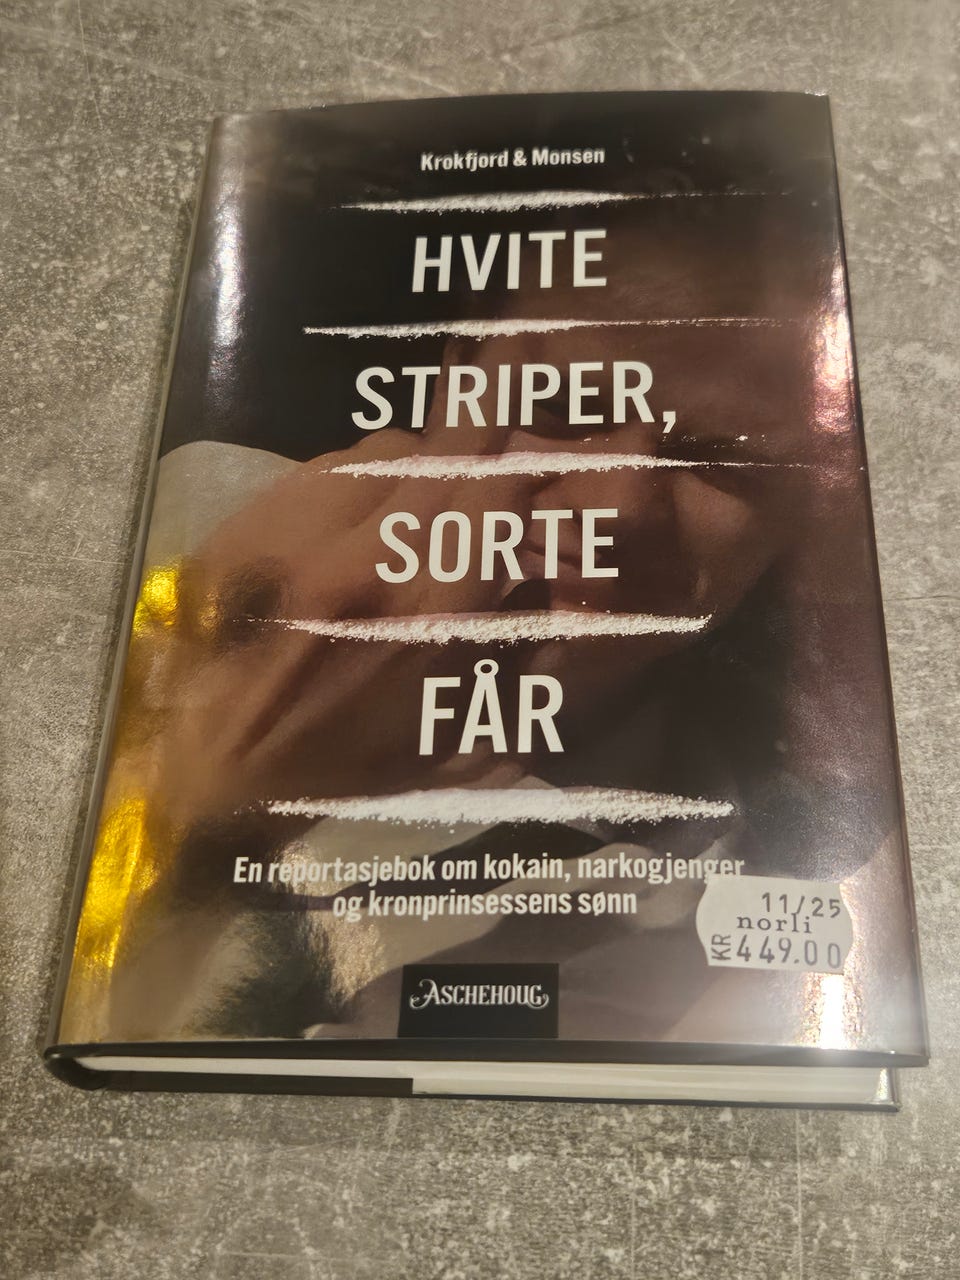 Krokfjord & Monsen
HVITE
STRIPER,
SORTE
FÅR
En reportasjebok om kokain, narkogjenger
og kronprinsessens sønn
11/25
norli
KR 449.00
ASCHEHOUG